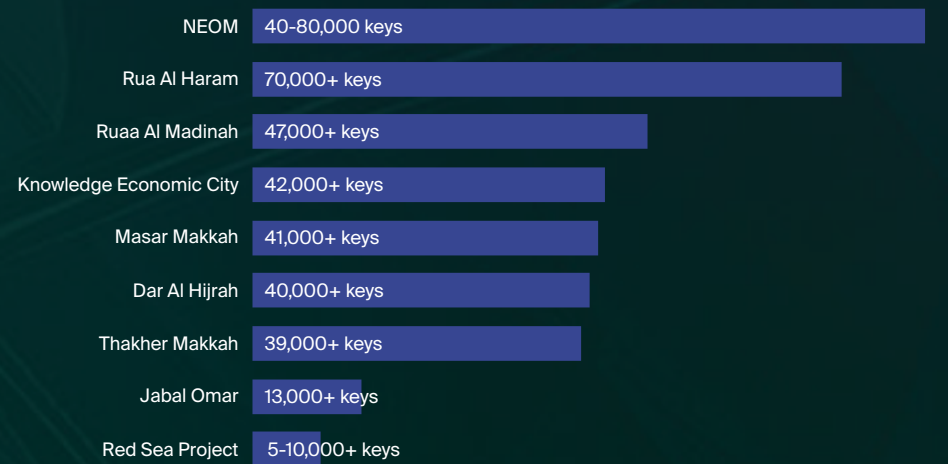 NEOM 40-80,000 keys
Rua Al Haram 70,000+ keys
Ruaa Al Madinah 47,000+ keys
Knowledge Economic City 42,000+ keys
Masar Makkah 41,000+ keys
Dar Al Hijrah 40,000+ keys
Thakher Makkah 39,000+ keys
Jabal Omar 13,000+ keys
Red Sea Project 5-10,000+ keys